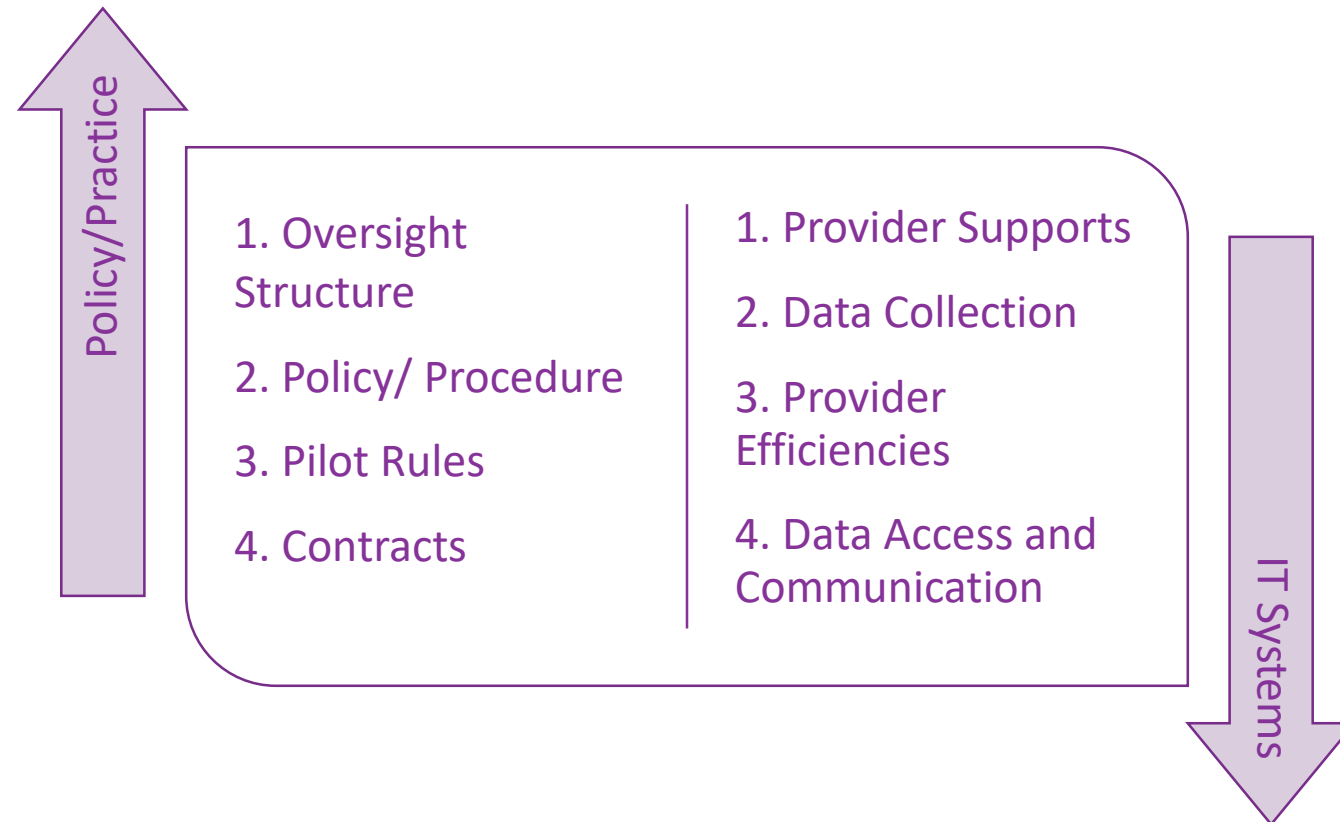 Policy/Practice
1. Oversight
Structure
2. Policy/ Procedure
3. Pilot Rules
4. Contracts
1. Provider Supports
2. Data Collection
3. Provider
Efficiencies
4. Data Access and
Communication
IT Systems